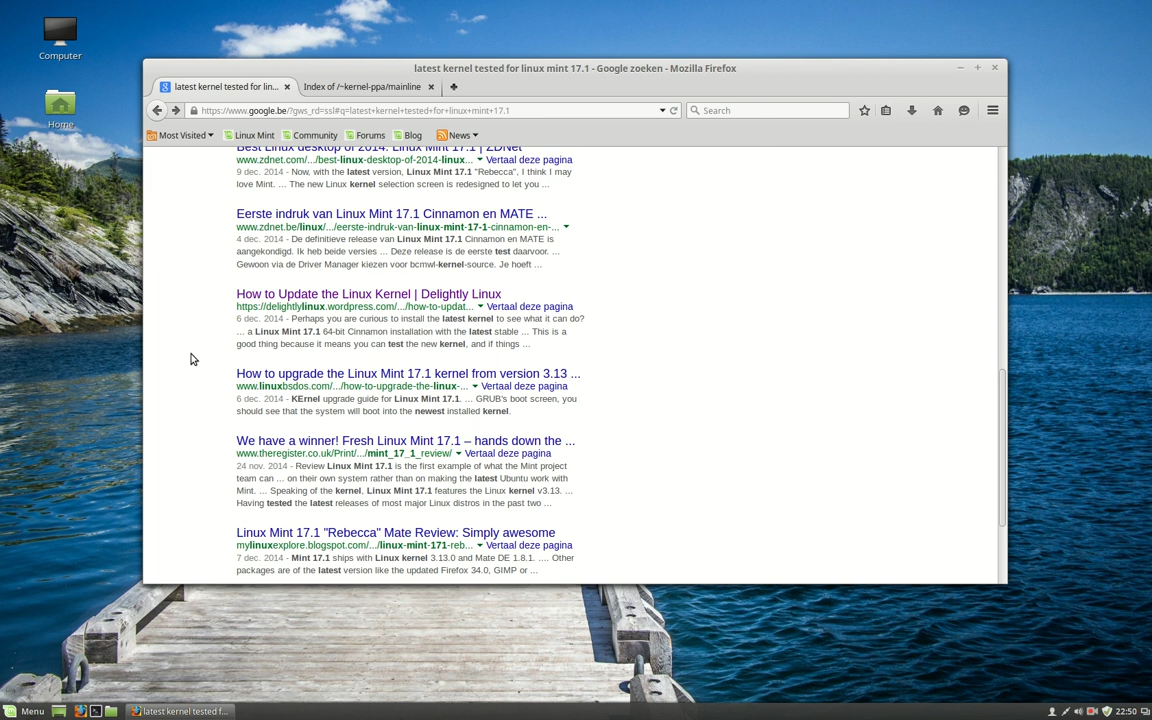 Computer
Home
latest kernel tested for linux mint 17.1 - Google zoeken - Mozilla Firefox
latest kernel tested for lin...
Index of /~kernel-ppa/mainline
https://www.google.be/?gws_rd=ssl#q=latest+kernel+tested+for+linux+mint+17.1
Search
Most Visited
Linux Mint
Community
Forums
Blog
News
Best Linux desktop of 2014: Linux Mint 17.1 | ZDNet
www.zdnet.com/.../best-linux-desktop-of-2014-linux... Vertaal deze pagina
9 dec. 2014 - Now, with the latest version, Linux Mint 17.1 "Rebecca", I think I may
love Mint. ... The new Linux kernel selection screen is redesigned to let you ...
Eerste indruk van Linux Mint 17.1 Cinnamon en MATE ...
www.zdnet.be/linux/.../eerste-indruk-van-linux-mint-17-1-cinnamon-en-...
4 dec. 2014 - De definitieve release van Linux Mint 17.1 Cinnamon en MATE is
aangekondigd. Ik heb beide versies ... Deze release is de eerste test daarvoor. ...
Gewoon via de Driver Manager kiezen voor bcmwl-kernel-source. Je hoeft ...
How to Update the Linux Kernel | Delightly Linux
https://delightlylinux.wordpress.com/.../how-to-updat... Vertaal deze pagina
6 dec. 2014 - Perhaps you are curious to install the latest kernel to see what it can do?
... a Linux Mint 17.1 64-bit Cinnamon installation with the latest stable ... This is a
good thing because it means you can test the new kernel, and if things ...
How to upgrade the Linux Mint 17.1 kernel from version 3.13 ...
www.linuxbsdos.com/.../how-to-upgrade-the-linux-... Vertaal deze pagina
6 dec. 2014 - KErnel upgrade guide for Linux Mint 17.1. ... GRUB's boot screen, you
should see that the system will boot into the newest installed kernel.
We have a winner! Fresh Linux Mint 17.1 – hands down the ...
www.theregister.co.uk/Print/.../mint_17_1_review/ Vertaal deze pagina
24 nov. 2014 - Review Linux Mint 17.1 is the first example of what the Mint project
team can ... on their own system rather than on making the latest Ubuntu work with
Mint. ... Speaking of the kernel, Linux Mint 17.1 features the Linux kernel v3.13. ...
Having tested the latest releases of most major Linux distros in the past two ...
Linux Mint 17.1 "Rebecca" Mate Review: Simply awesome
mylinuxexplore.blogspot.com/.../linux-mint-171-reb... Vertaal deze pagina
7 dec. 2014 - Mint 17.1 ships with Linux kernel 3.13.0 and Mate DE 1.8.1. .... Other
packages are of the latest version like the updated Firefox 34.0, GIMP or ...
Menu
latest kernel tested f...
22:50